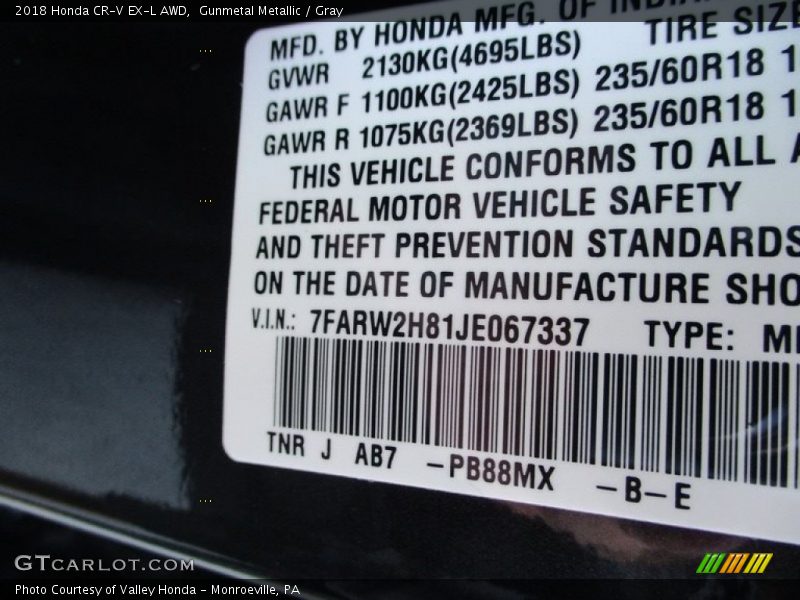 2018 Honda CR-V EX-L AWD,  Gunmetal Metallic / Gray
MFD. BY HONDA MFG. OF
GVWR 2130KG(4695LBS) TIRE SIZE
GAWR F 1100KG(2425LBS) 235/60R18 1
GAWR R 1075KG(2369LBS) 235/60R18 1
THIS VEHICLE CONFORMS TO ALL A
FEDERAL MOTOR VEHICLE SAFETY
AND THEFT PREVENTION STANDARDS
ON THE DATE OF MANUFACTURE SHO
V.I.N.: 7FARW2H81JE067337 TYPE:
TNR J AB7 -PB88MX -B-E
GTCARLOT.COM
Photo Courtesy of Valley Honda - Monroeville, PA